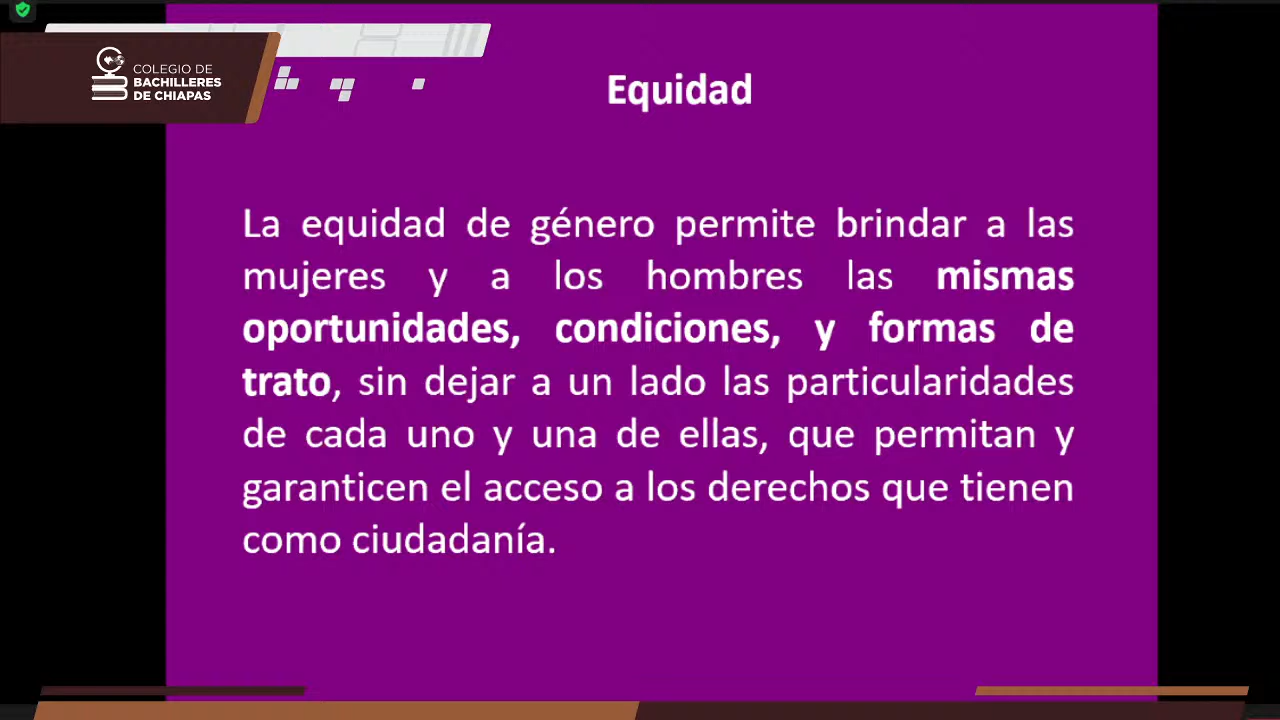 COLEGIO DE
BACHILLERES
DE CHIAPAS
Equidad
La equidad de género permite brindar a las
mujeres y a los hombres las mismas
oportunidades, condiciones, y formas de
trato, sin dejar a un lado las particularidades
de cada uno y una de ellas, que permitan y
garanticen el acceso a los derechos que tienen
como ciudadanía.